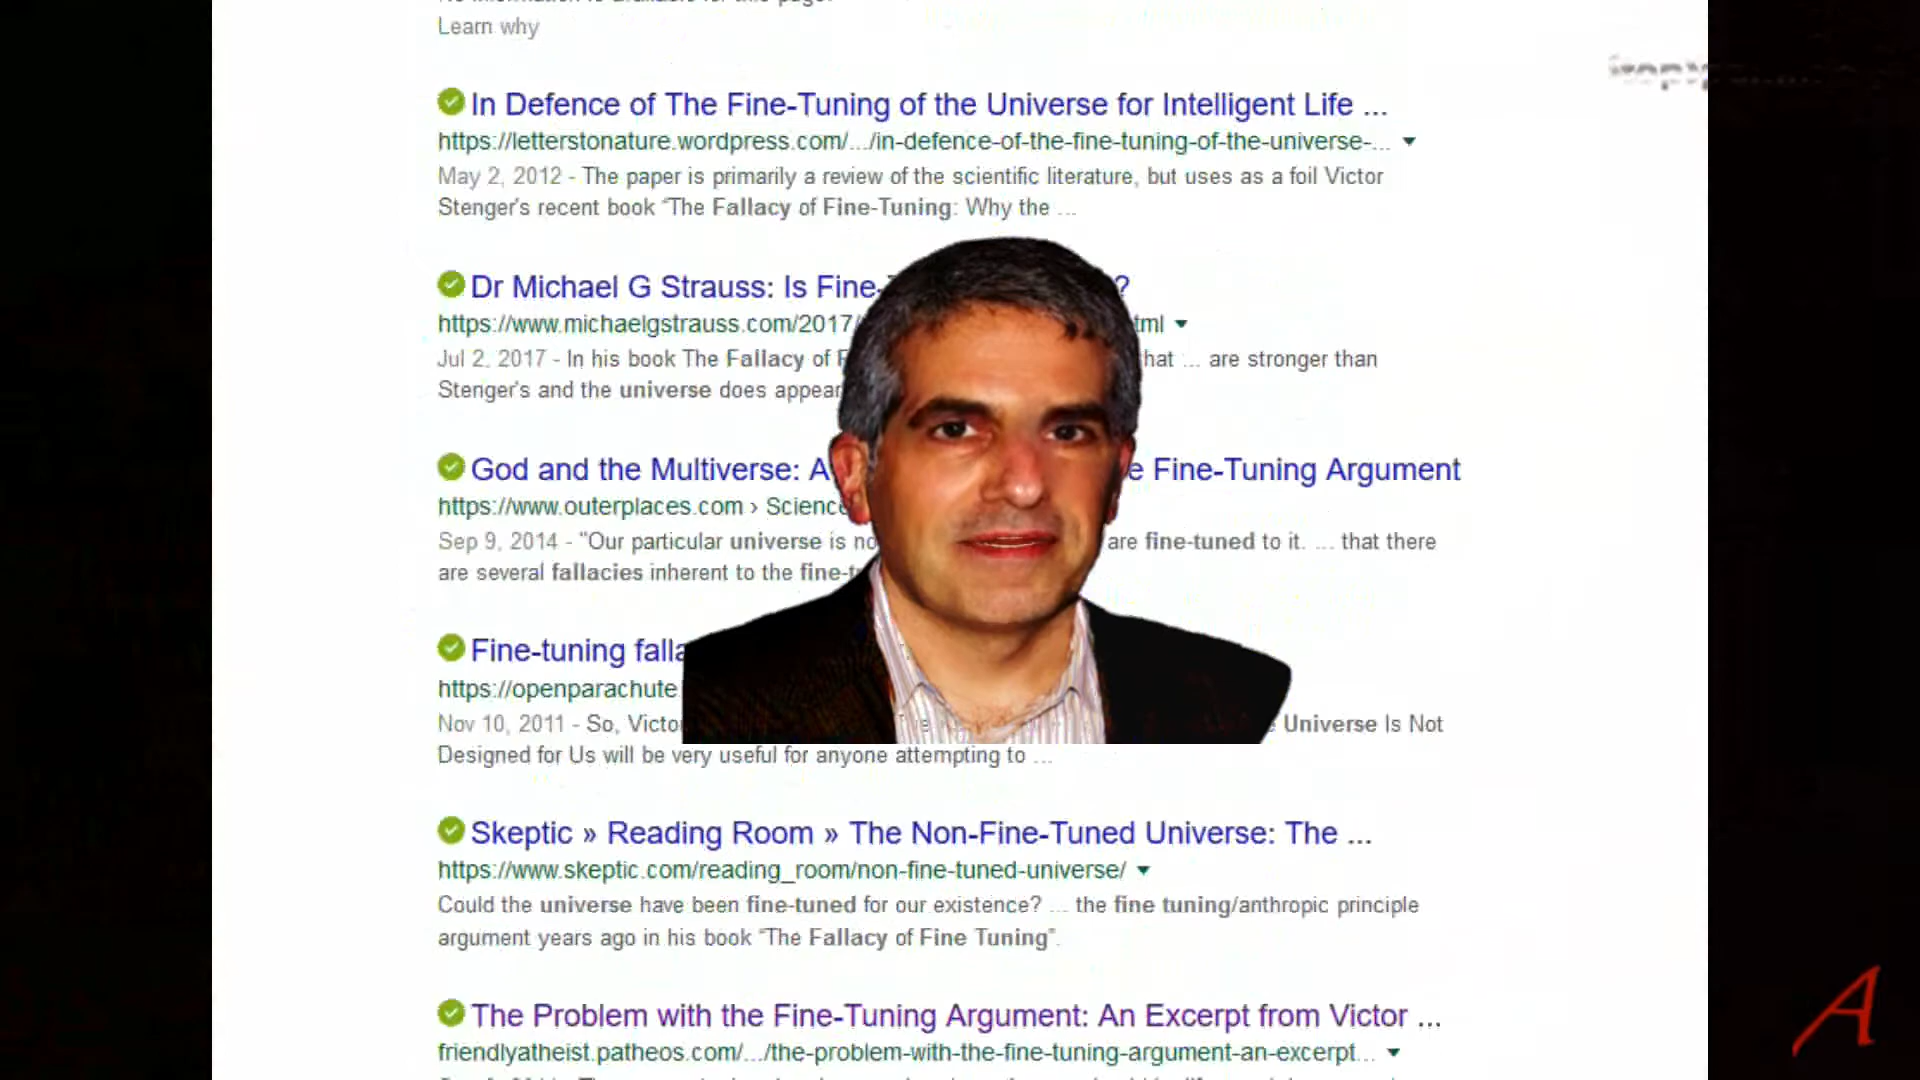 Learn why
In Defence of The Fine-Tuning of the Universe for Intelligent Life ...
https://letterstonature.wordpress.com/.../in-defence-of-the-fine-tuning-of-the-universe-...
May 2, 2012 - The paper is primarily a review of the scientific literature, but uses as a foil Victor
Stenger's recent book “The Fallacy of Fine-Tuning: Why the ...
Dr Michael G Strauss: Is Fine- ?
https://www.michaelgstrauss.com/2017/ tml
Jul 2, 2017 - In his book The Fallacy of hat ... are stronger than
Stenger's and the universe does appear
God and the Multiverse: A e Fine-Tuning Argument
https://www.outerplaces.com › Science
Sep 9, 2014 - "Our particular universe is no are fine-tuned to it. ... that there
are several fallacies inherent to the fine-t
Fine-tuning falla
https://openparachute.
Nov 10, 2011 - So, Victo Universe Is Not
Designed for Us will be very useful for anyone attempting to ...
Skeptic » Reading Room » The Non-Fine-Tuned Universe: The ...
https://www.skeptic.com/reading_room/non-fine-tuned-universe/
Could the universe have been fine-tuned for our existence? ... the fine tuning/anthropic principle
argument years ago in his book “The Fallacy of Fine Tuning”.
The Problem with the Fine-Tuning Argument: An Excerpt from Victor ...
friendlyatheist.patheos.com/.../the-problem-with-the-fine-tuning-argument-an-excerpt...
A